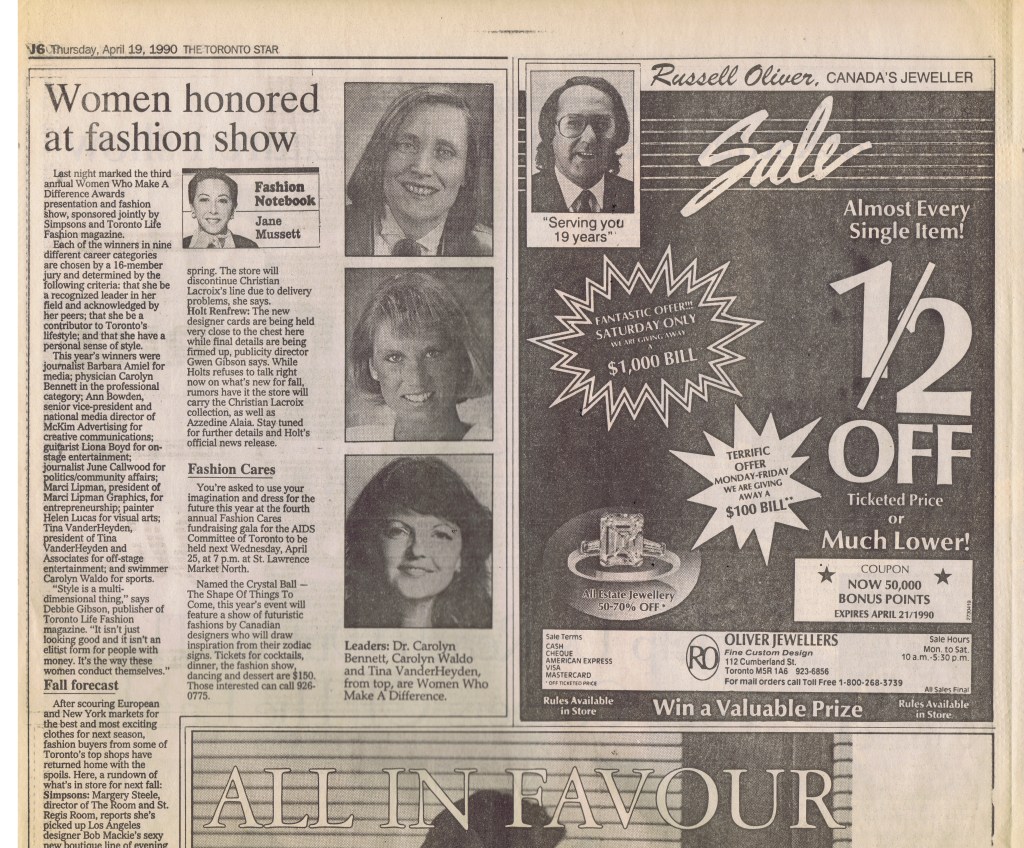 J6 Thursday, April 19, 1990 THE TORONTO STAR
Women honored
at fashion show
Last night marked the third
annual Women Who Make A
Difference Awards
presentation and fashion
show, sponsored jointly by
Simpsons and Toronto Life
Fashion magazine.
Each of the winners in nine
different career categories
are chosen by a 16-member
jury and determined by the
following criteria: that she be
a recognized leader in her
field and acknowledged by
her peers; that she be a
contributor to Toronto's
lifestyle; and that she have a
personal sense of style.
This year's winners were
journalist Barbara Amiel for
media; physician Carolyn
Bennett in the professional
category; Ann Bowden,
senior vice-president and
national media director of
McKim Advertising for
creative communications;
guitarist Liona Boyd for on-
stage entertainment;
journalist June Callwood for
politics/community affairs;
Marci Lipman, president of
Marci Lipman Graphics, for
entrepreneurship; painter
Helen Lucas for visual arts;
Tina VanderHeyden,
president of Tina
VanderHeyden and
Associates for off-stage
entertainment; and swimmer
Carolyn Waldo for sports.
"Style is a multi-
dimensional thing," says
Debbie Gibson, publisher of
Toronto Life Fashion
magazine. "It isn't just
looking good and it isn't an
elitist form for people with
money. It's the way these
women conduct themselves."
Fall forecast
After scouring European
and New York markets for
the best and most exciting
clothes for next season,
fashion buyers from some of
Toronto's top shops have
returned home with the
spoils. Here, a rundown of
what's in store for next fall:
Simpsons: Margery Steele,
director of The Room and St.
Regis Room, reports she's
picked up Los Angeles
designer Bob Mackie's sexy
new boutique line of evening
Fashion
Notebook
Jane
Mussett
spring. The store will
discontinue Christian
Lacroix's line due to delivery
problems, she says.
Holt Renfrew: The new
designer cards are being held
very close to the chest here
while final details are being
firmed up, publicity director
Gwen Gibson says. While
Holts refuses to talk right
now on what's new for fall,
rumors have it the store will
carry the Christian Lacroix
collection, as well as
Azzedine Alaia. Stay tuned
for further details and Holt's
official news release.
Fashion Cares
You're asked to use your
imagination and dress for the
future this year at the fourth
annual Fashion Cares
fundraising gala for the AIDS
Committee of Toronto to be
held next Wednesday, April
25, at 7 p.m. at St. Lawrence
Market North.
Named the Crystal Ball —
The Shape Of Things To
Come, this year's event will
feature a show of futuristic
fashions by Canadian
designers who will draw
inspiration from their zodiac
signs. Tickets for cocktails,
dinner, the fashion show,
dancing and dessert are $150.
Those interested can call 926-
0775.
Leaders: Dr. Carolyn
Bennett, Carolyn Waldo
and Tina VanderHeyden,
from top, are Women Who
Make A Difference.
Russell Oliver, CANADA'S JEWELLER
"Serving you
19 years"
Sale
Almost Every
Single Item!
1/2
OFF
Ticketed Price
or
Much Lower!
FANTASTIC OFFER!!!
SATURDAY ONLY
WE ARE GIVING AWAY
A
$1,000 BILL
TERRIFIC
OFFER
MONDAY-FRIDAY
WE ARE GIVING
AWAY A
$100 BILL**
All Estate Jewellery
50-70% OFF *
COUPON
NOW 50,000
BONUS POINTS
EXPIRES APRIL 21/1990
Sale Terms
CASH
CHEQUE
AMERICAN EXPRESS
VISA
MASTERCARD
* OFF TICKETED PRICE
RO
OLIVER JEWELLERS
Fine Custom Design
112 Cumberland St.
Toronto M5R 1A6 923-6856
For mail orders call Toll Free 1-800-268-3739
Sale Hours
Mon. to Sat.
10 a.m.-5:30 p.m.
All Sales Final
Rules Available
in Store
Win a Valuable Prize
Rules Available
in Store
ALL IN FAVOUR